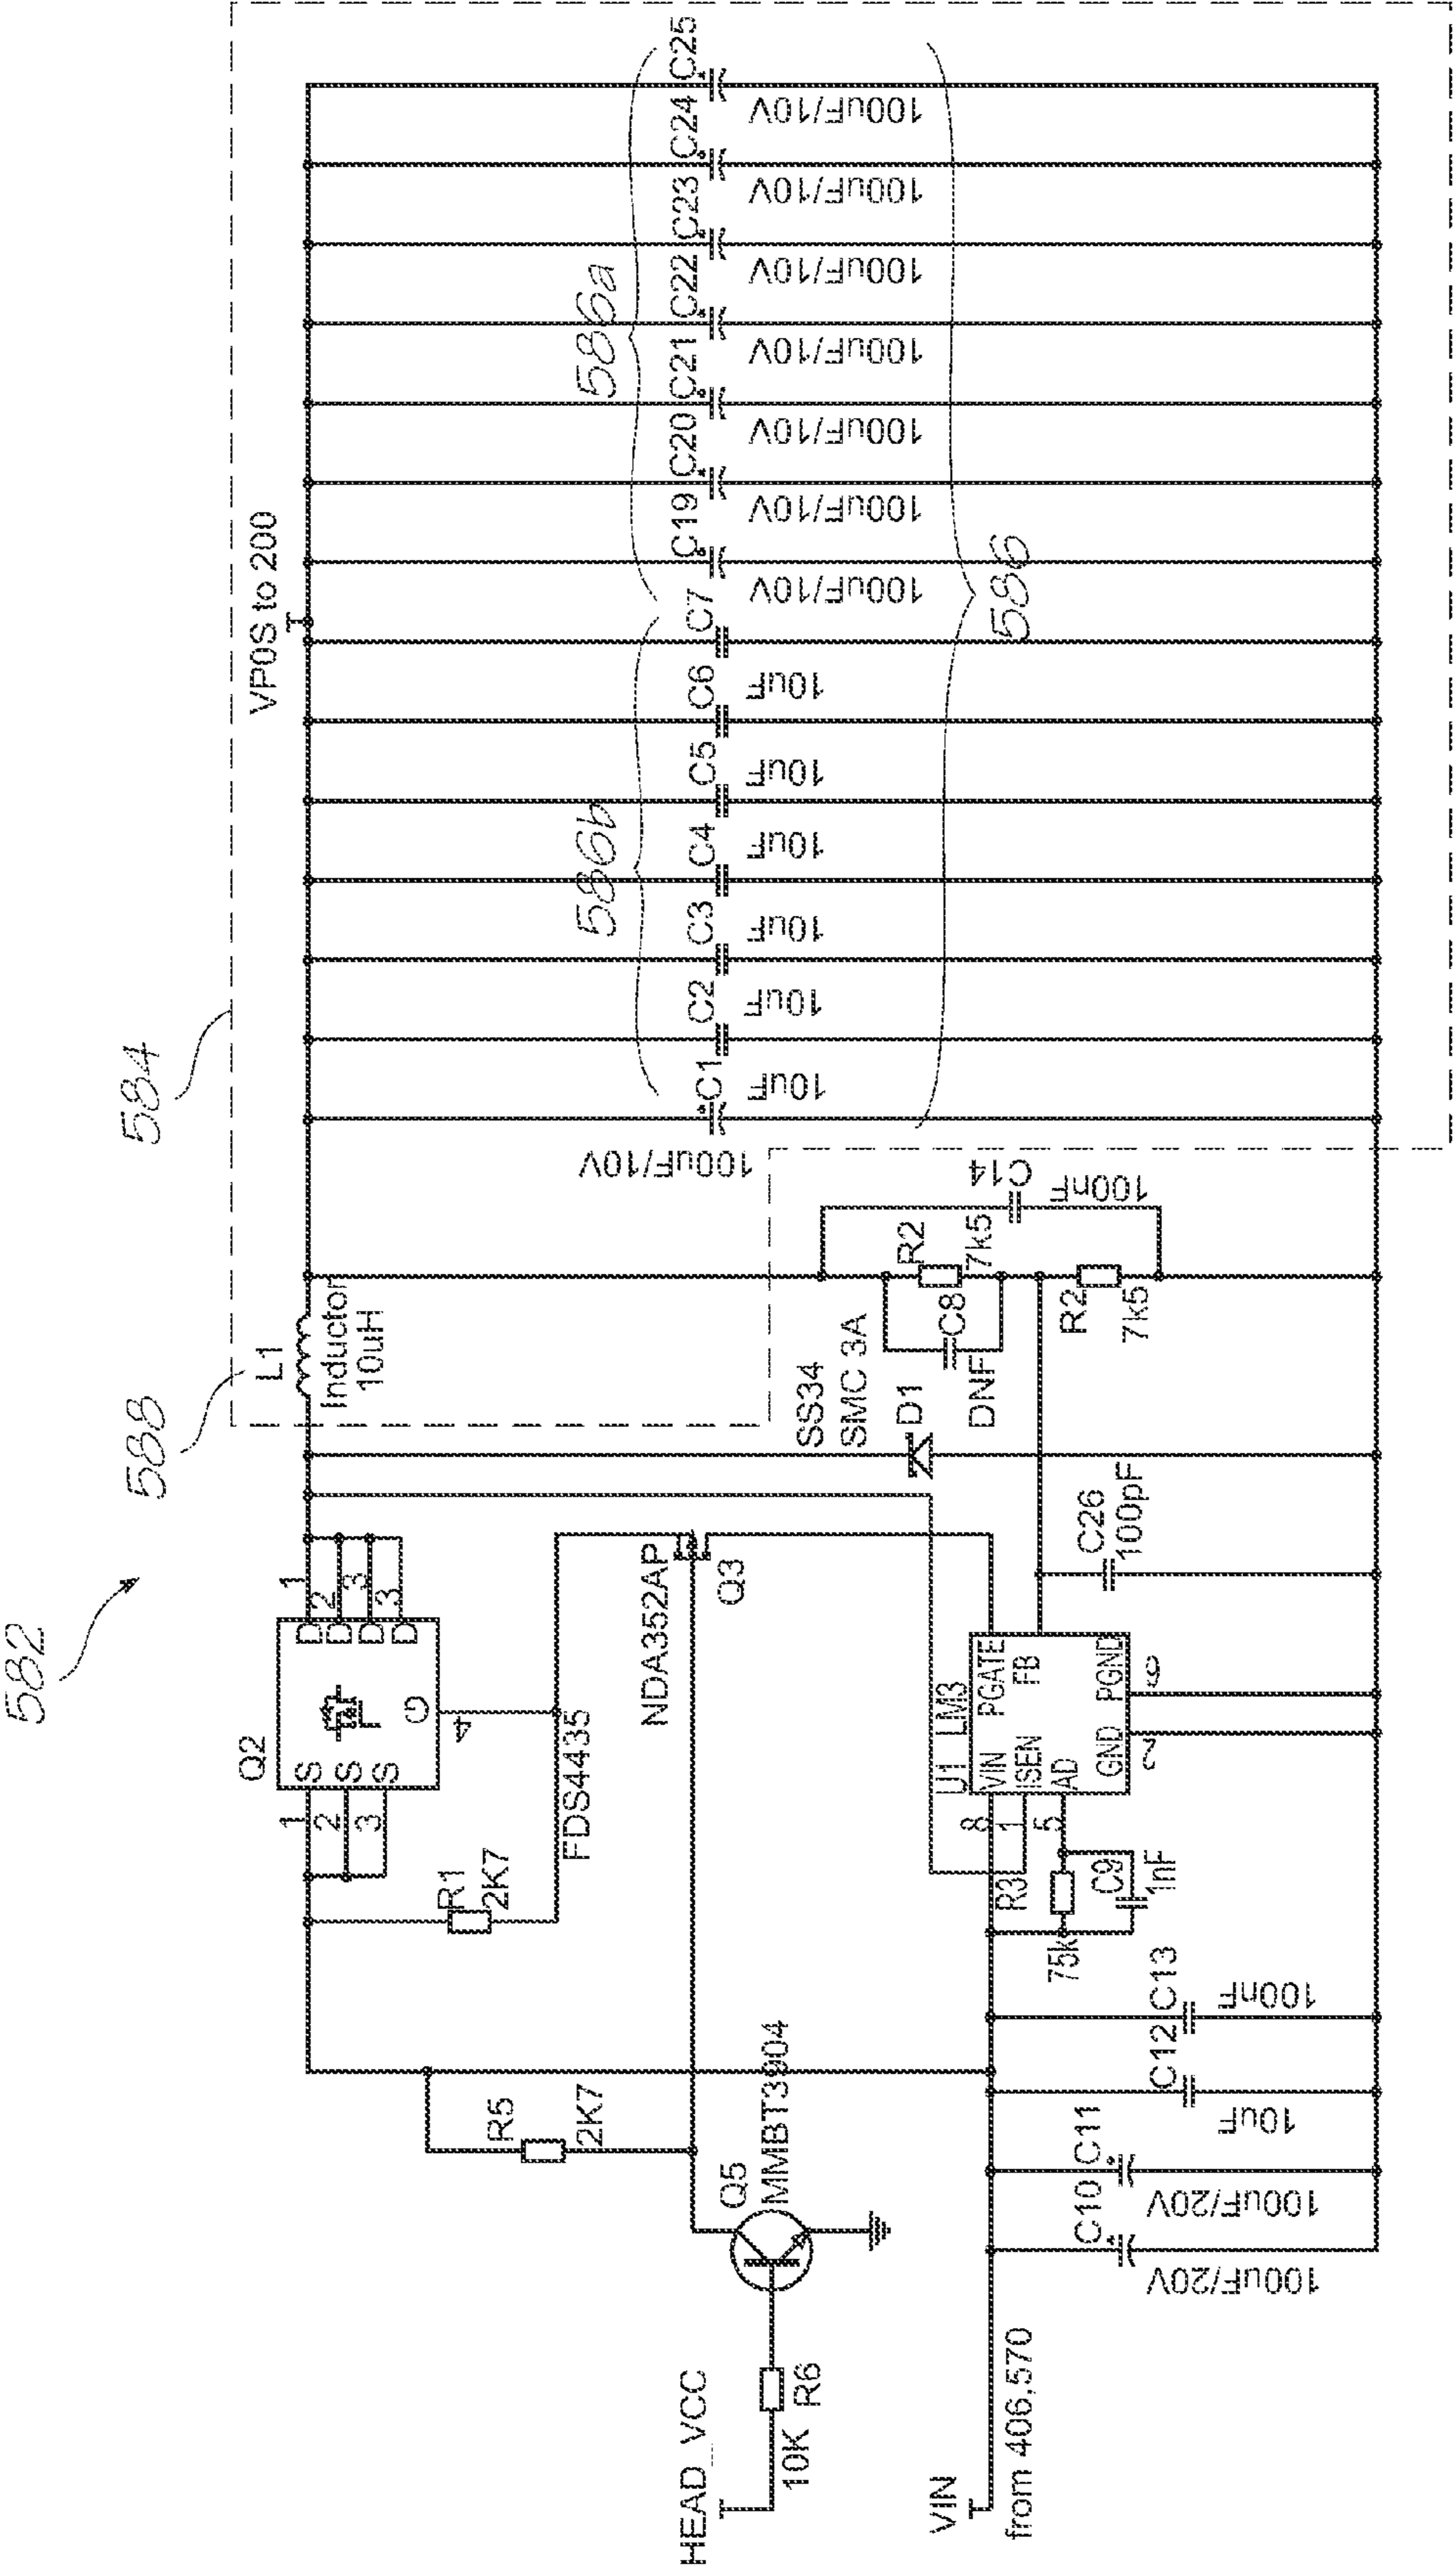 582
588
584
VP0S to 200
L1
Inductor
10uH
Q2
1
2
3
S
S
S
D
D
D
D
1
2
3
3
G
4
R1
2K7
FDS4435
NDA352AP
Q3
R5
2K7
Q5
MMBT3904
HEAD_VCC
10K
R6
VIN
from 406,570
C10
100uF/20V
C11
100uF/20V
C12
10uF
C13
100nF
R3
75k
C9
1nF
8
1
5
U1 LM3
VIN
ISEN
AD
PGATE
FB
GND
PGND
2
6
C26
100pF
SS34
SMC 3A
D1
C8
DNF
R2
7k5
R2
7k5
C14
100nF
586b
586a
586
C1
100uF/10V
C2
10uF
C3
10uF
C4
10uF
C5
10uF
C6
10uF
C7
10uF
C19
100uF/10V
C20
100uF/10V
C21
100uF/10V
C22
100uF/10V
C23
100uF/10V
C24
100uF/10V
C25
100uF/10V